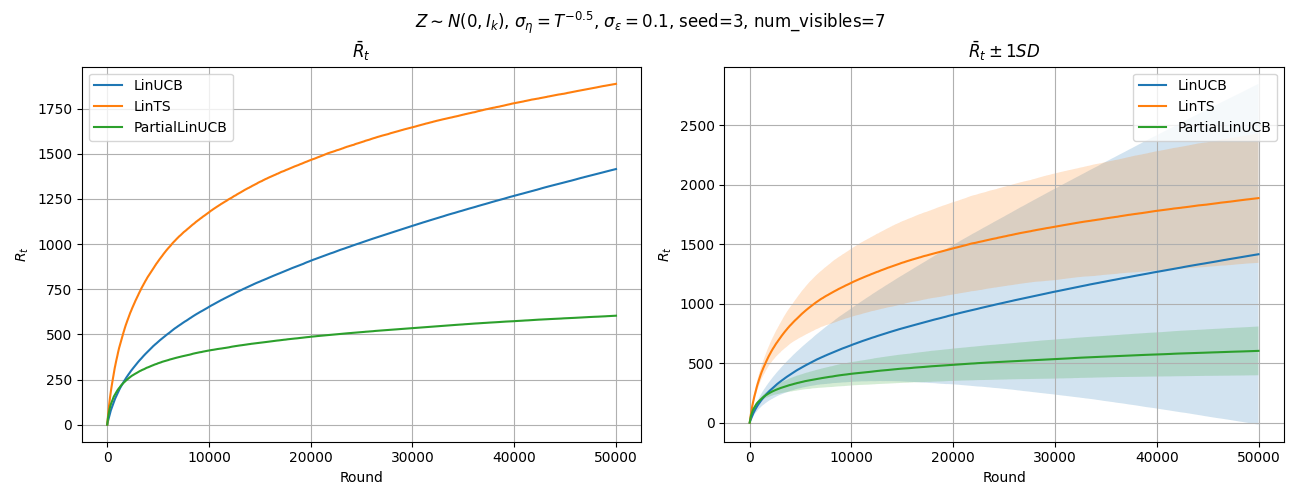 Z ∼ N(0, I_k), σ_η = T^{-0.5}, σ_ε = 0.1, seed=3, num_visibles=7
R̄_t
R_t
1750
1500
1250
1000
750
500
250
0
LinUCB
LinTS
PartialLinUCB
0 10000 20000 30000 40000 50000
Round
R̄_t ± 1SD
R_t
2500
2000
1500
1000
500
0
LinUCB
LinTS
PartialLinUCB
0 10000 20000 30000 40000 50000
Round